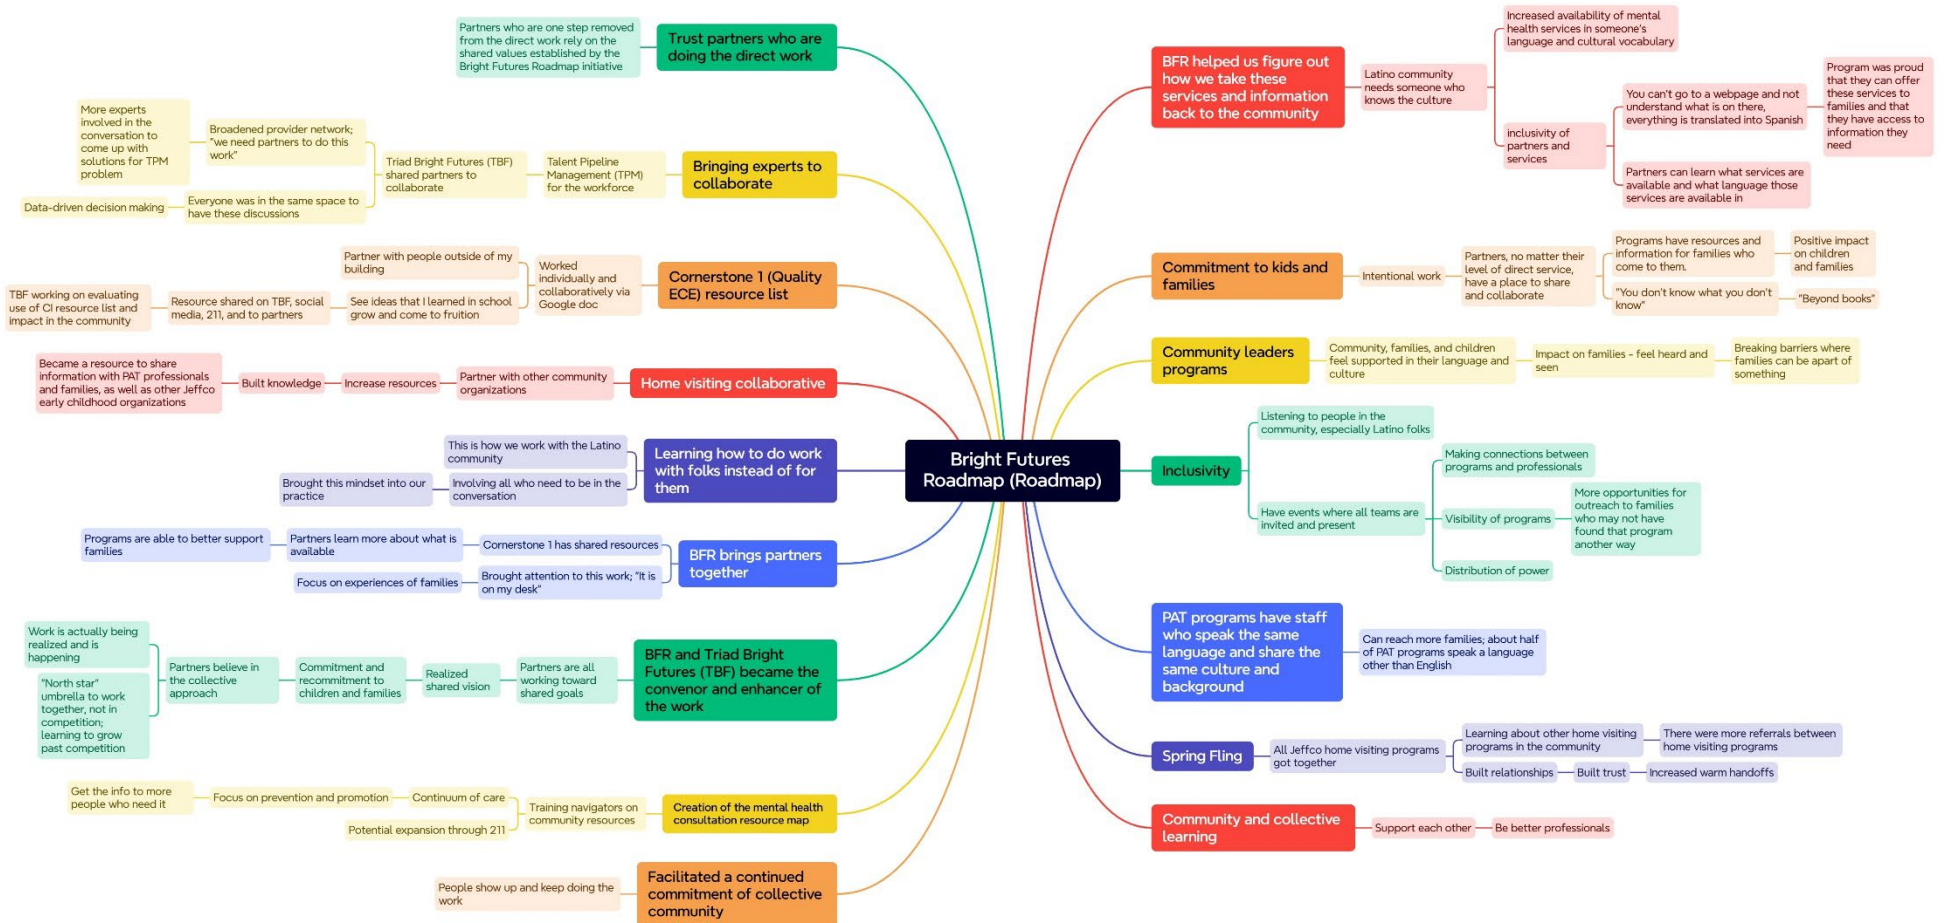 Bright Futures
Roadmap (Roadmap)
Trust partners who are
doing the direct work
Partners who are one step removed
from the direct work rely on the
shared values established by the
Bright Futures Roadmap initiative
Bringing experts to
collaborate
Talent Pipeline
Management (TPM)
for the workforce
Triad Bright Futures (TBF)
shared partners to
collaborate
Broadened provider network;
"we need partners to do this
work"
More experts
involved in the
conversation to
come up with
solutions for TPM
problem
Everyone was in the same space to
have these discussions
Data-driven decision making
Cornerstone 1 (Quality
ECE) resource list
Worked
individually and
collaboratively via
Google doc
Partner with people outside of my
building
See ideas that I learned in school
grow and come to fruition
Resource shared on TBF, social
media, 211, and to partners
TBF working on evaluating
use of CI resource list and
impact in the community
Home visiting collaborative
Partner with other community
organizations
Increase resources
Built knowledge
Became a resource to share
information with PAT professionals
and families, as well as other Jeffco
early childhood organizations
Learning how to do work
with folks instead of for
them
This is how we work with the Latino
community
Involving all who need to be in the
conversation
Brought this mindset into our
practice
BFR brings partners
together
Cornerstone 1 has shared resources
Partners learn more about what is
available
Programs are able to better support
families
Brought attention to this work; "It is
on my desk"
Focus on experiences of families
BFR and Triad Bright
Futures (TBF) became the
convenor and enhancer of
the work
Partners are all
working toward
shared goals
Realized
shared vision
Commitment and
recommitment to
children and families
Partners believe in
the collective
approach
Work is actually being
realized and is
happening
"North star"
umbrella to work
together, not in
competition;
learning to grow
past competition
Creation of the mental health
consultation resource map
Training navigators on
community resources
Continuum of care
Focus on prevention and promotion
Get the info to more
people who need it
Potential expansion through 211
Facilitated a continued
commitment of collective
community
People show up and keep doing the
work
BFR helped us figure out
how we take these
services and information
back to the community
Latino community
needs someone who
knows the culture
Increased availability of mental
health services in someone's
language and cultural vocabulary
inclusivity of
partners and
services
You can't go to a webpage and not
understand what is on there,
everything is translated into Spanish
Program was proud
that they can offer
these services to
families and that
they have access to
information they
need
Partners can learn what services are
available and what language those
services are available in
Commitment to kids and
families
Intentional work
Partners, no matter their
level of direct service,
have a place to share
and collaborate
Programs have resources and
information for families who
come to them.
Positive impact
on children
and families
"You don't know what you don't
know"
"Beyond books"
Community leaders
programs
Community, families, and children
feel supported in their language and
culture
Impact on families - feel heard and
seen
Breaking barriers where
families can be apart of
something
Inclusivity
Listening to people in the
community, especially Latino folks
Have events where all teams are
invited and present
Making connections between
programs and professionals
Visibility of programs
More opportunities for
outreach to families
who may not have
found that program
another way
Distribution of power
PAT programs have staff
who speak the same
language and share the
same culture and
background
Can reach more families; about half
of PAT programs speak a language
other than English
Spring Fling
All Jeffco home visiting programs
got together
Learning about other home visiting
programs in the community
There were more referrals between
home visiting programs
Built relationships
Built trust
Increased warm handoffs
Community and collective
learning
Support each other
Be better professionals